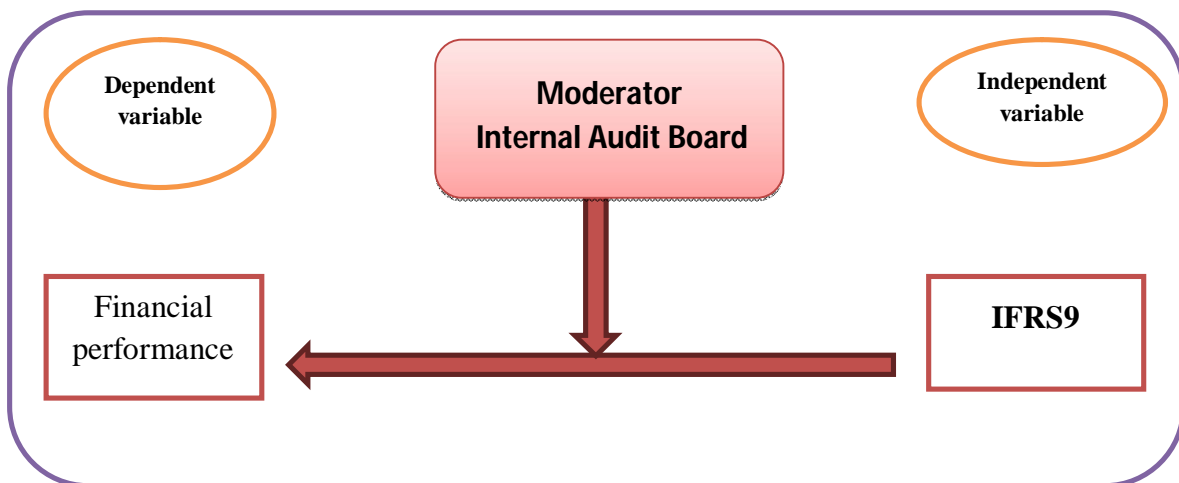 Dependent
variable
Moderator
Internal Audit Board
Independent
variable
Financial
performance
IFRS9